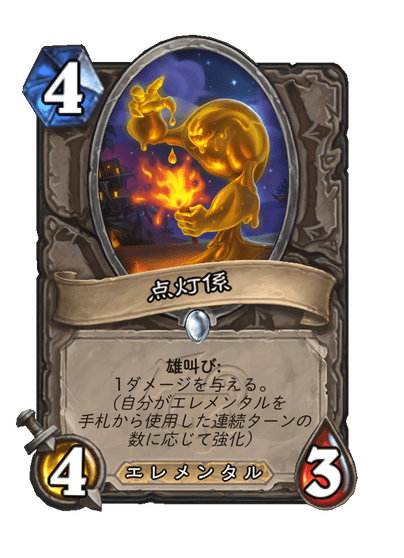 4
点灯係
雄叫び:
1ダメージを与える。
（自分がエレメンタルを
手札から使用した連続ターンの
数に応じて強化）
4
エレメンタル
3